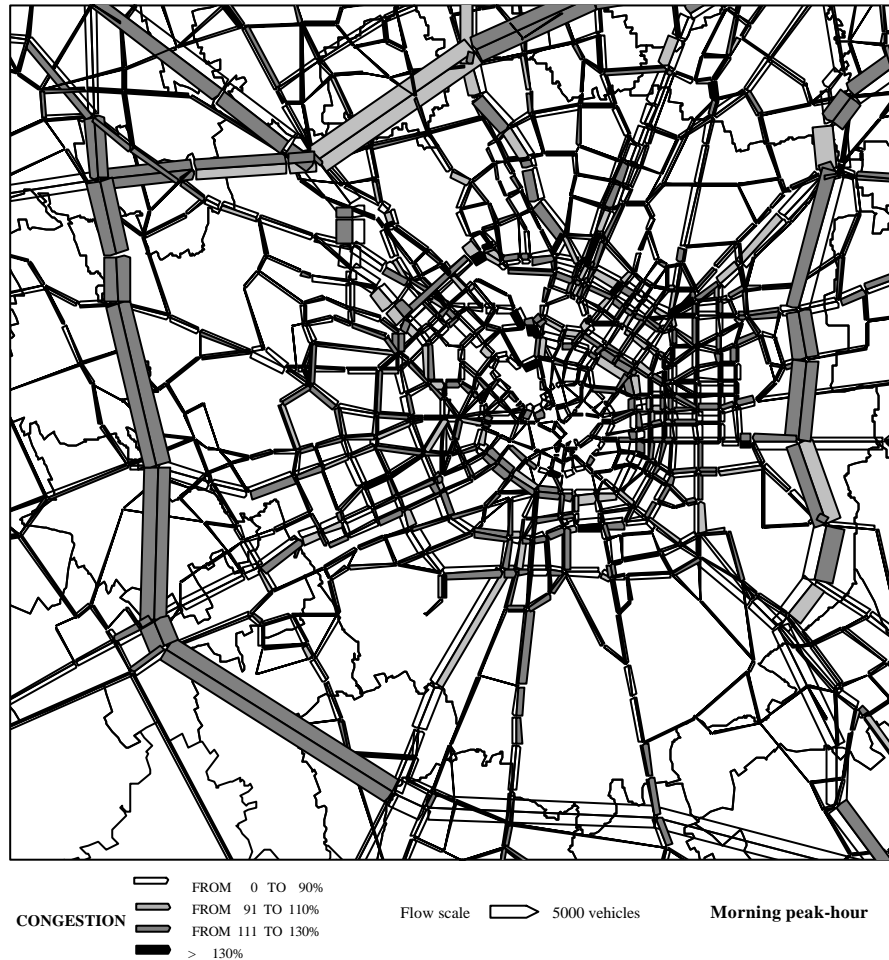 FROM 0 TO 90%
CONGESTION FROM 91 TO 110% Flow scale 5000 vehicles Morning peak-hour
FROM 111 TO 130%
> 130%